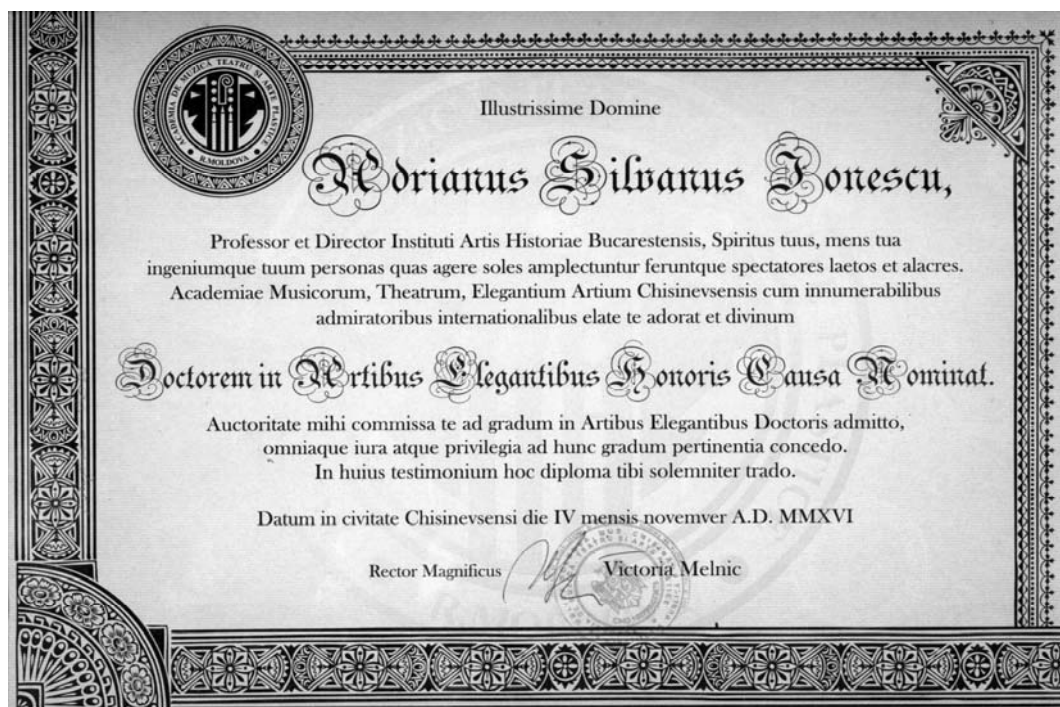 ACADEMIA DE MUZICĂ TEATRU ȘI ARTE PLASTICE
R.MOLDOVA
Illustrissime Domine
Adrianus Silvanus Ionescu,
Professor et Director Instituti Artis Historiae Bucarestensis, Spiritus tuus, mens tua
ingeniumque tuum personas quas agere soles amplectuntur feruntque spectatores laetos et alacres.
Academiae Musicorum, Theatrum, Elegantium Artium Chisinevsensis cum innumerabilibus
admiratoribus internationalibus elate te adorat et divinum
Doctorem in Artibus Elegantibus Honoris Causa Nominat.
Auctoritate mihi commissa te ad gradum in Artibus Elegantibus Doctoris admitto,
omniaque iura atque privilegia ad hunc gradum pertinentia concedo.
In huius testimonium hoc diploma tibi solemniter trado.
Datum in civitate Chisinevsensi die IV mensis novemver A.D. MMXVI
Rector Magnificus Victoria Melnic